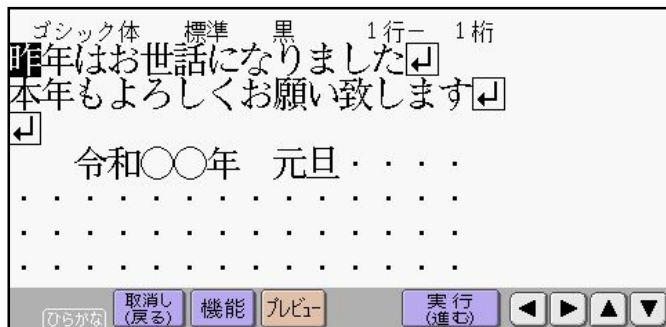 ゴシック体 標準 黒 1行ー 1桁
昨年はお世話になりました↵
本年もよろしくお願い致します↵
↵
令和〇〇年 元旦・・・・
・・・・・・・・・・・・・
・・・・・・・・・・・・・
・・・・・・・・・・・・・
ひらがな 取消し(戻る) 機能 プレビュー 実行(進む) ◀ ▶ ▲ ▼